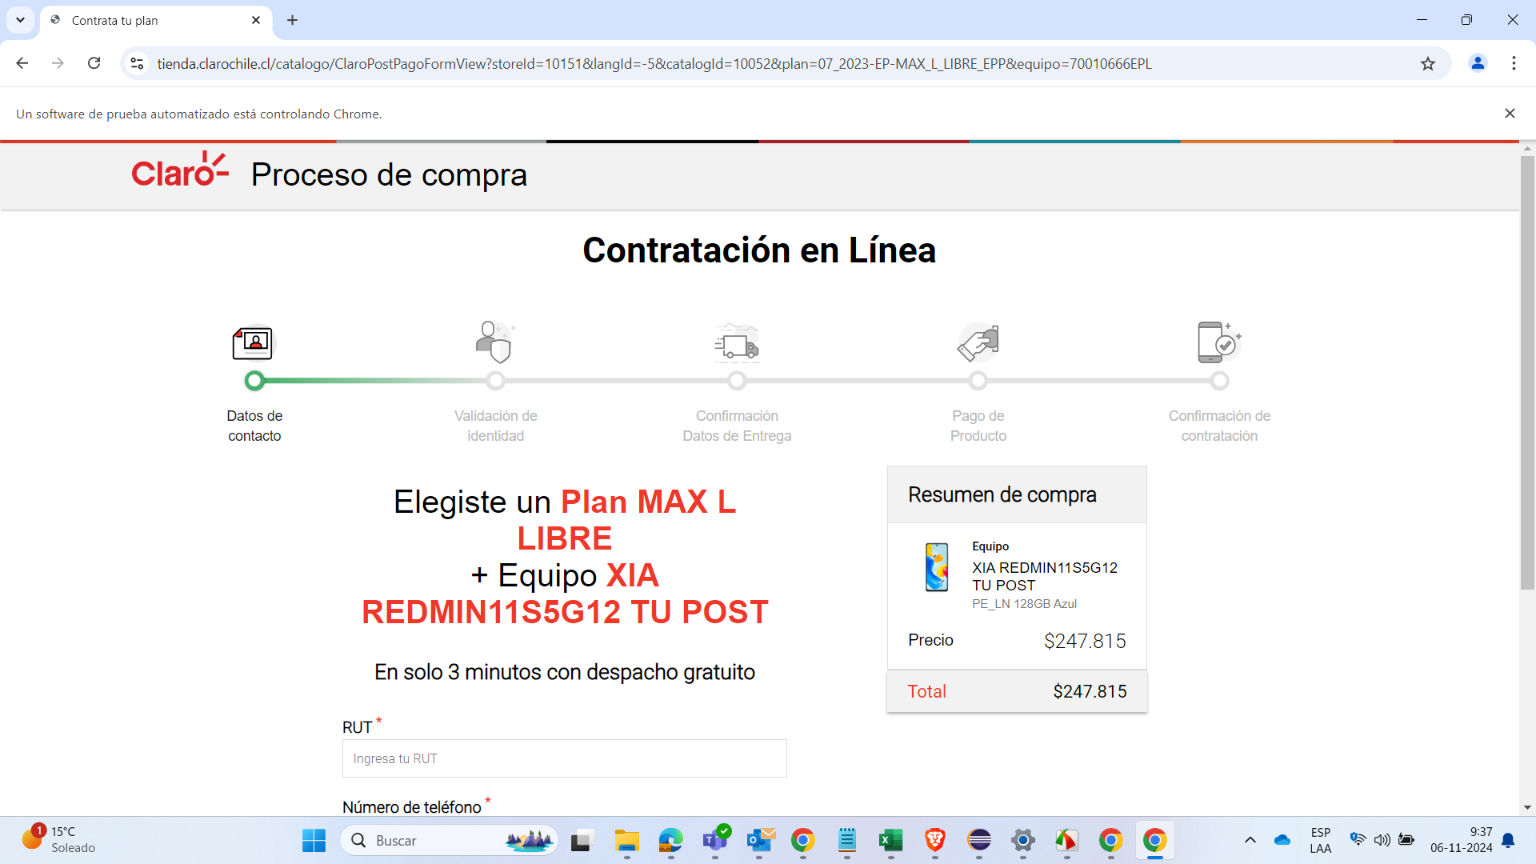 Contrata tu plan
tienda.clarochile.cl/catalogo/ClaroPostPagoFormView?storeId=10151&langId=-5&catalogId=10052&plan=07_2023-EP-MAX_L_LIBRE_EPP&equipo=70010666EPL
Un software de prueba automatizado está controlando Chrome.
Claro Proceso de compra
Contratación en Línea
Datos de
contacto
Validación de
identidad
Confirmación
Datos de Entrega
Pago de
Producto
Confirmación de
contratación
Elegiste un Plan MAX L
LIBRE
+ Equipo XIA
REDMIN11S5G12 TU POST
En solo 3 minutos con despacho gratuito
RUT *
Ingresa tu RUT
Número de teléfono *
Resumen de compra
Equipo
XIA REDMIN11S5G12
TU POST
PE_LN 128GB Azul
Precio $247.815
Total $247.815
1
15°C
Soleado
Buscar
ESP
LAA
9:37
06-11-2024